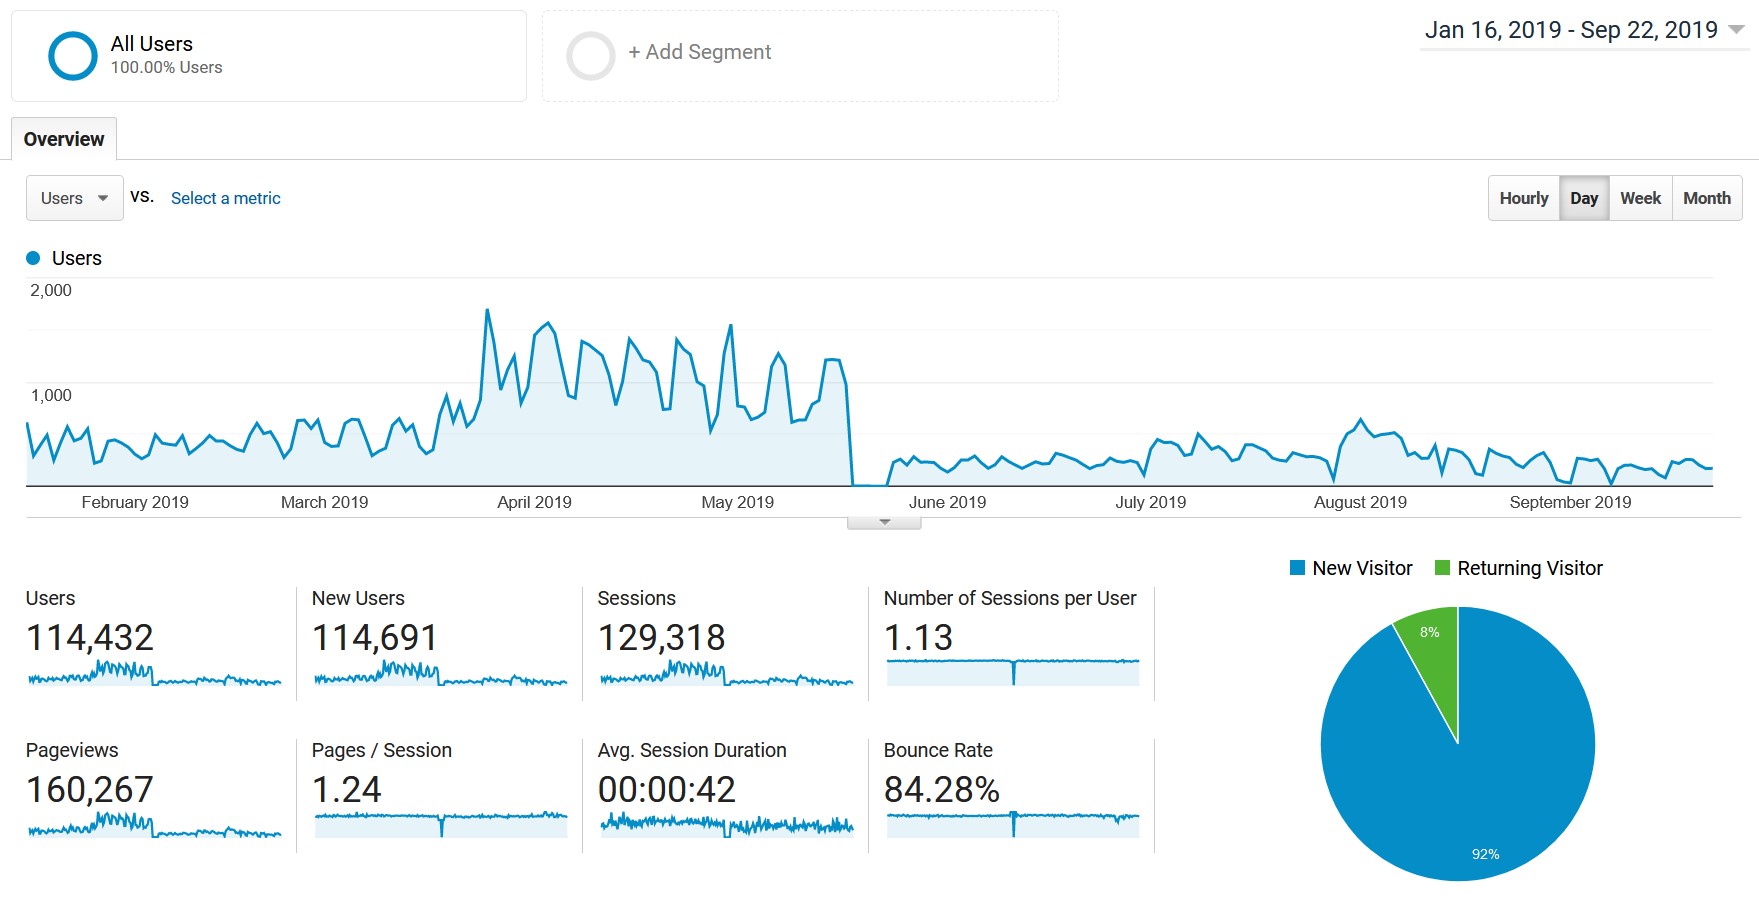 All Users
100.00% Users
+ Add Segment
Jan 16, 2019 - Sep 22, 2019
Overview
Users
vs.
Select a metric
Hourly
Day
Week
Month
Users
2,000
1,000
February 2019
March 2019
April 2019
May 2019
June 2019
July 2019
August 2019
September 2019
New Visitor
Returning Visitor
Users
114,432
New Users
114,691
Sessions
129,318
Number of Sessions per User
1.13
Pageviews
160,267
Pages / Session
1.24
Avg. Session Duration
00:00:42
Bounce Rate
84.28%
8%
92%